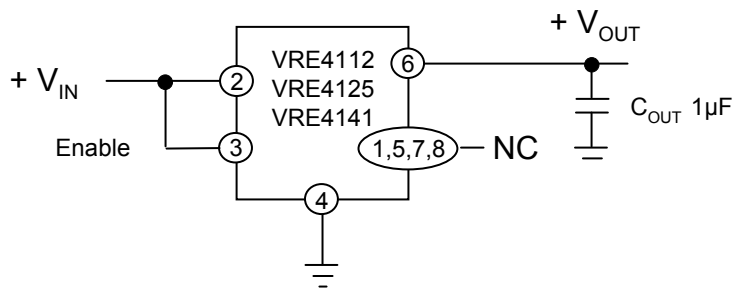 + V_OUT
+ V_IN
2
VRE4112
VRE4125
VRE4141
6
C_OUT 1µF
Enable
3
1,5,7,8
NC
4